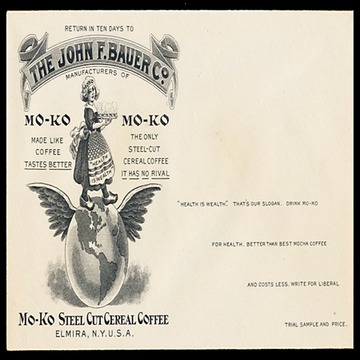 RETURN IN TEN DAYS TO
THE JOHN F. BAUER CO.
MANUFACTURERS OF
MO-KO
MADE LIKE
COFFEE
TASTES BETTER
MO-KO
THE ONLY
STEEL-CUT
CEREAL COFFEE
IT HAS NO RIVAL
HEALTH
IS WEALTH
MO-KO STEEL CUT CEREAL COFFEE
ELMIRA, N.Y. U.S.A.
"HEALTH IS WEALTH." THAT'S OUR SLOGAN. DRINK MO-KO
FOR HEALTH. BETTER THAN BEST MOCHA COFFEE
AND COSTS LESS. WRITE FOR LIBERAL
TRIAL SAMPLE AND PRICE.